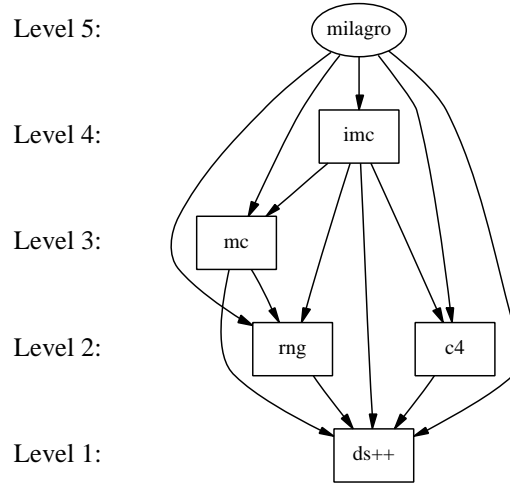 Level 5:
milagro
Level 4:
imc
Level 3:
mc
Level 2:
rng
c4
Level 1:
ds++